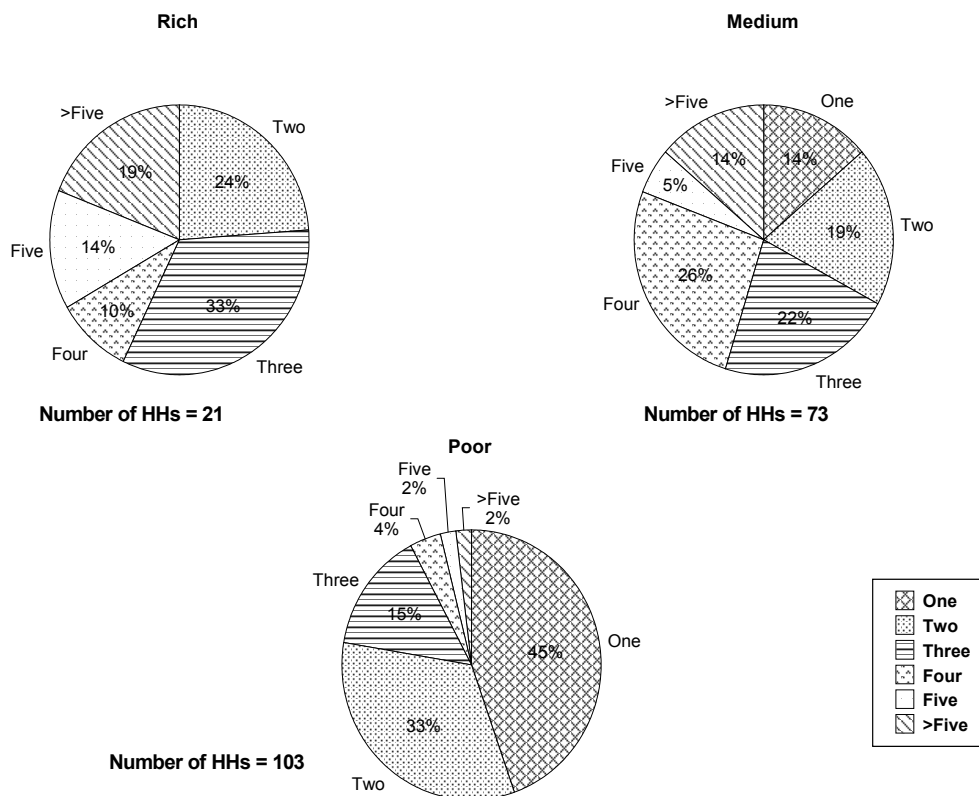 Rich
>Five
Two
19%
24%
Five
14%
10%
33%
Four
Three
Number of HHs = 21
Medium
>Five
One
14%
14%
Five
5%
19%
Two
26%
Four
22%
Three
Number of HHs = 73
Poor
Five
2%
>Five
2%
Four
4%
Three
15%
One
45%
33%
Two
Number of HHs = 103
One
Two
Three
Four
Five
>Five